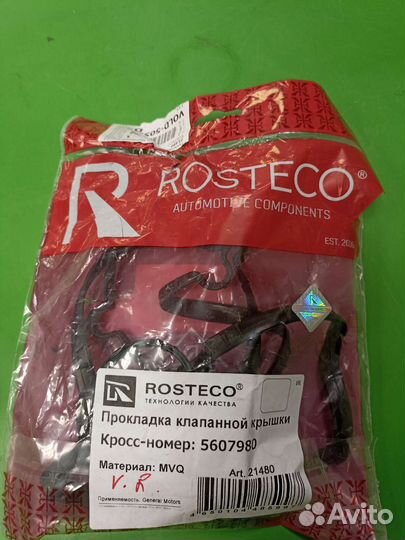 ROSTECO®
AUTOMOTIVE COMPONENTS
ROSTECO®
ТЕХНОЛОГИИ КАЧЕСТВА
Прокладка клапанной крышки
Кросс-номер: 5607980
Материал: MVQ
Art. 21480
V.R.
Применяемость: General Motors
Avito